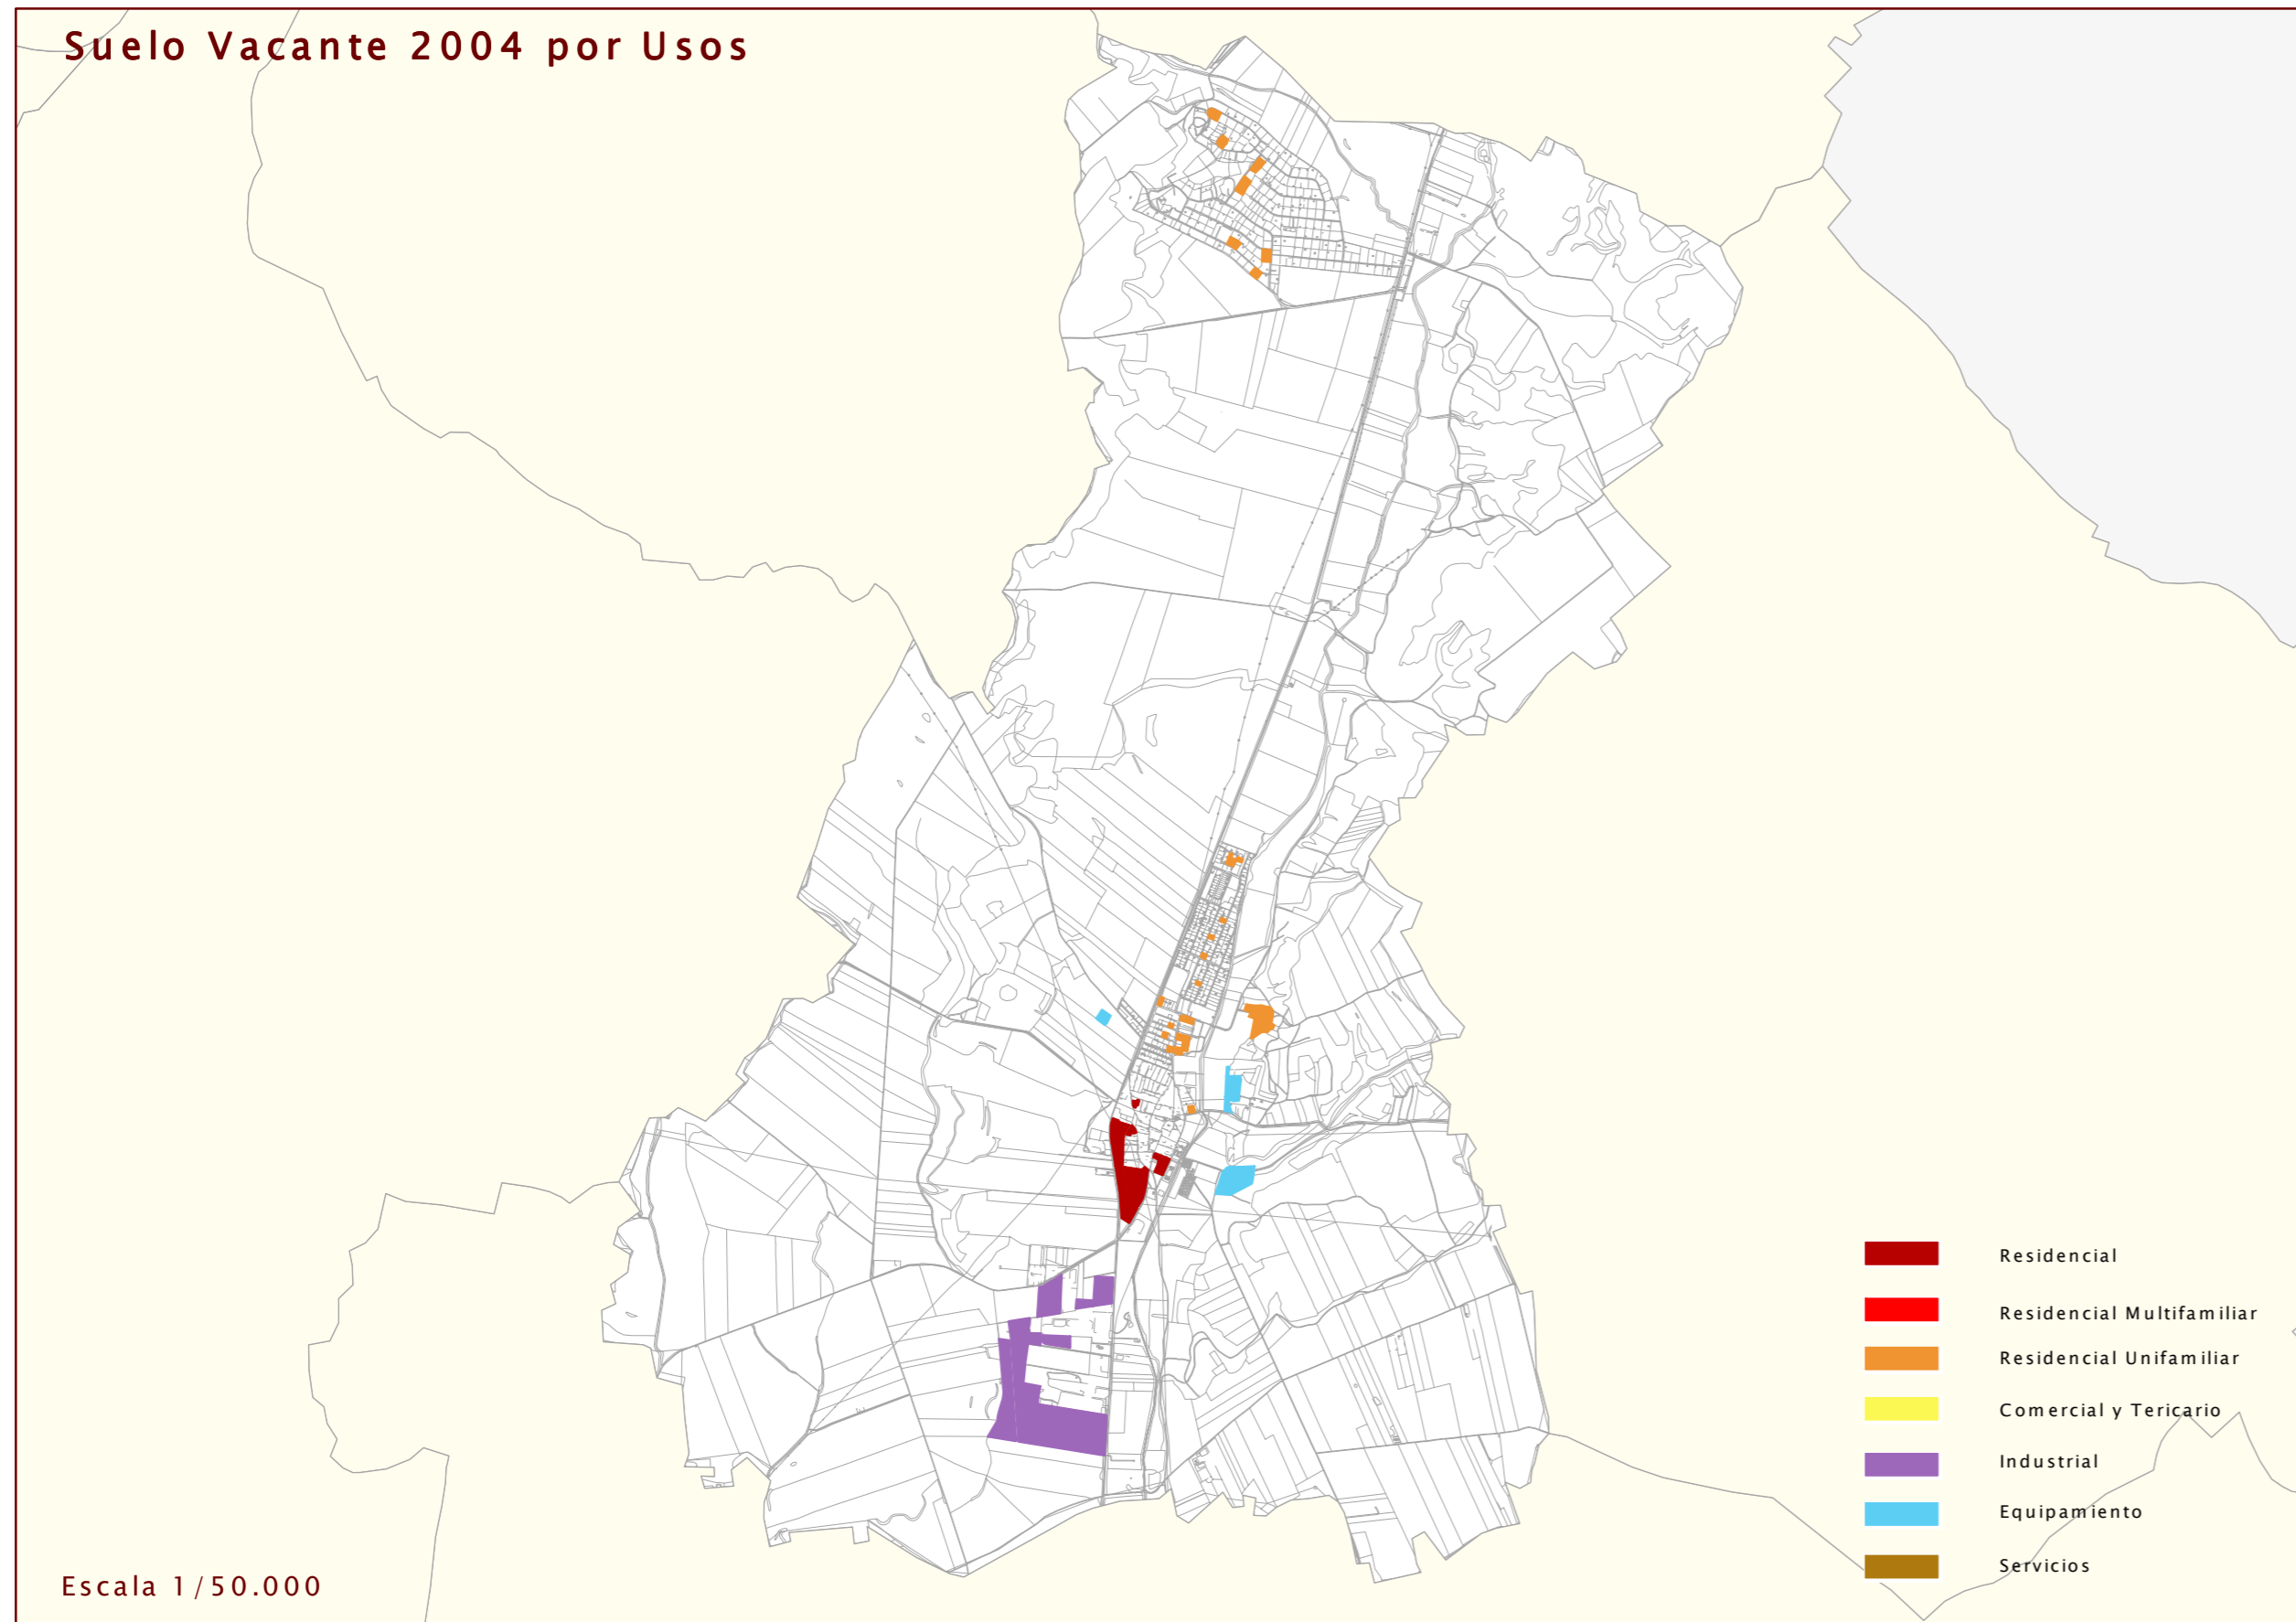 Suelo Vacante 2004 por Usos
Residencial
Residencial Multifamiliar
Residencial Unifamiliar
Comercial y Tericario
Industrial
Equipamiento
Servicios
Escala 1/50.000